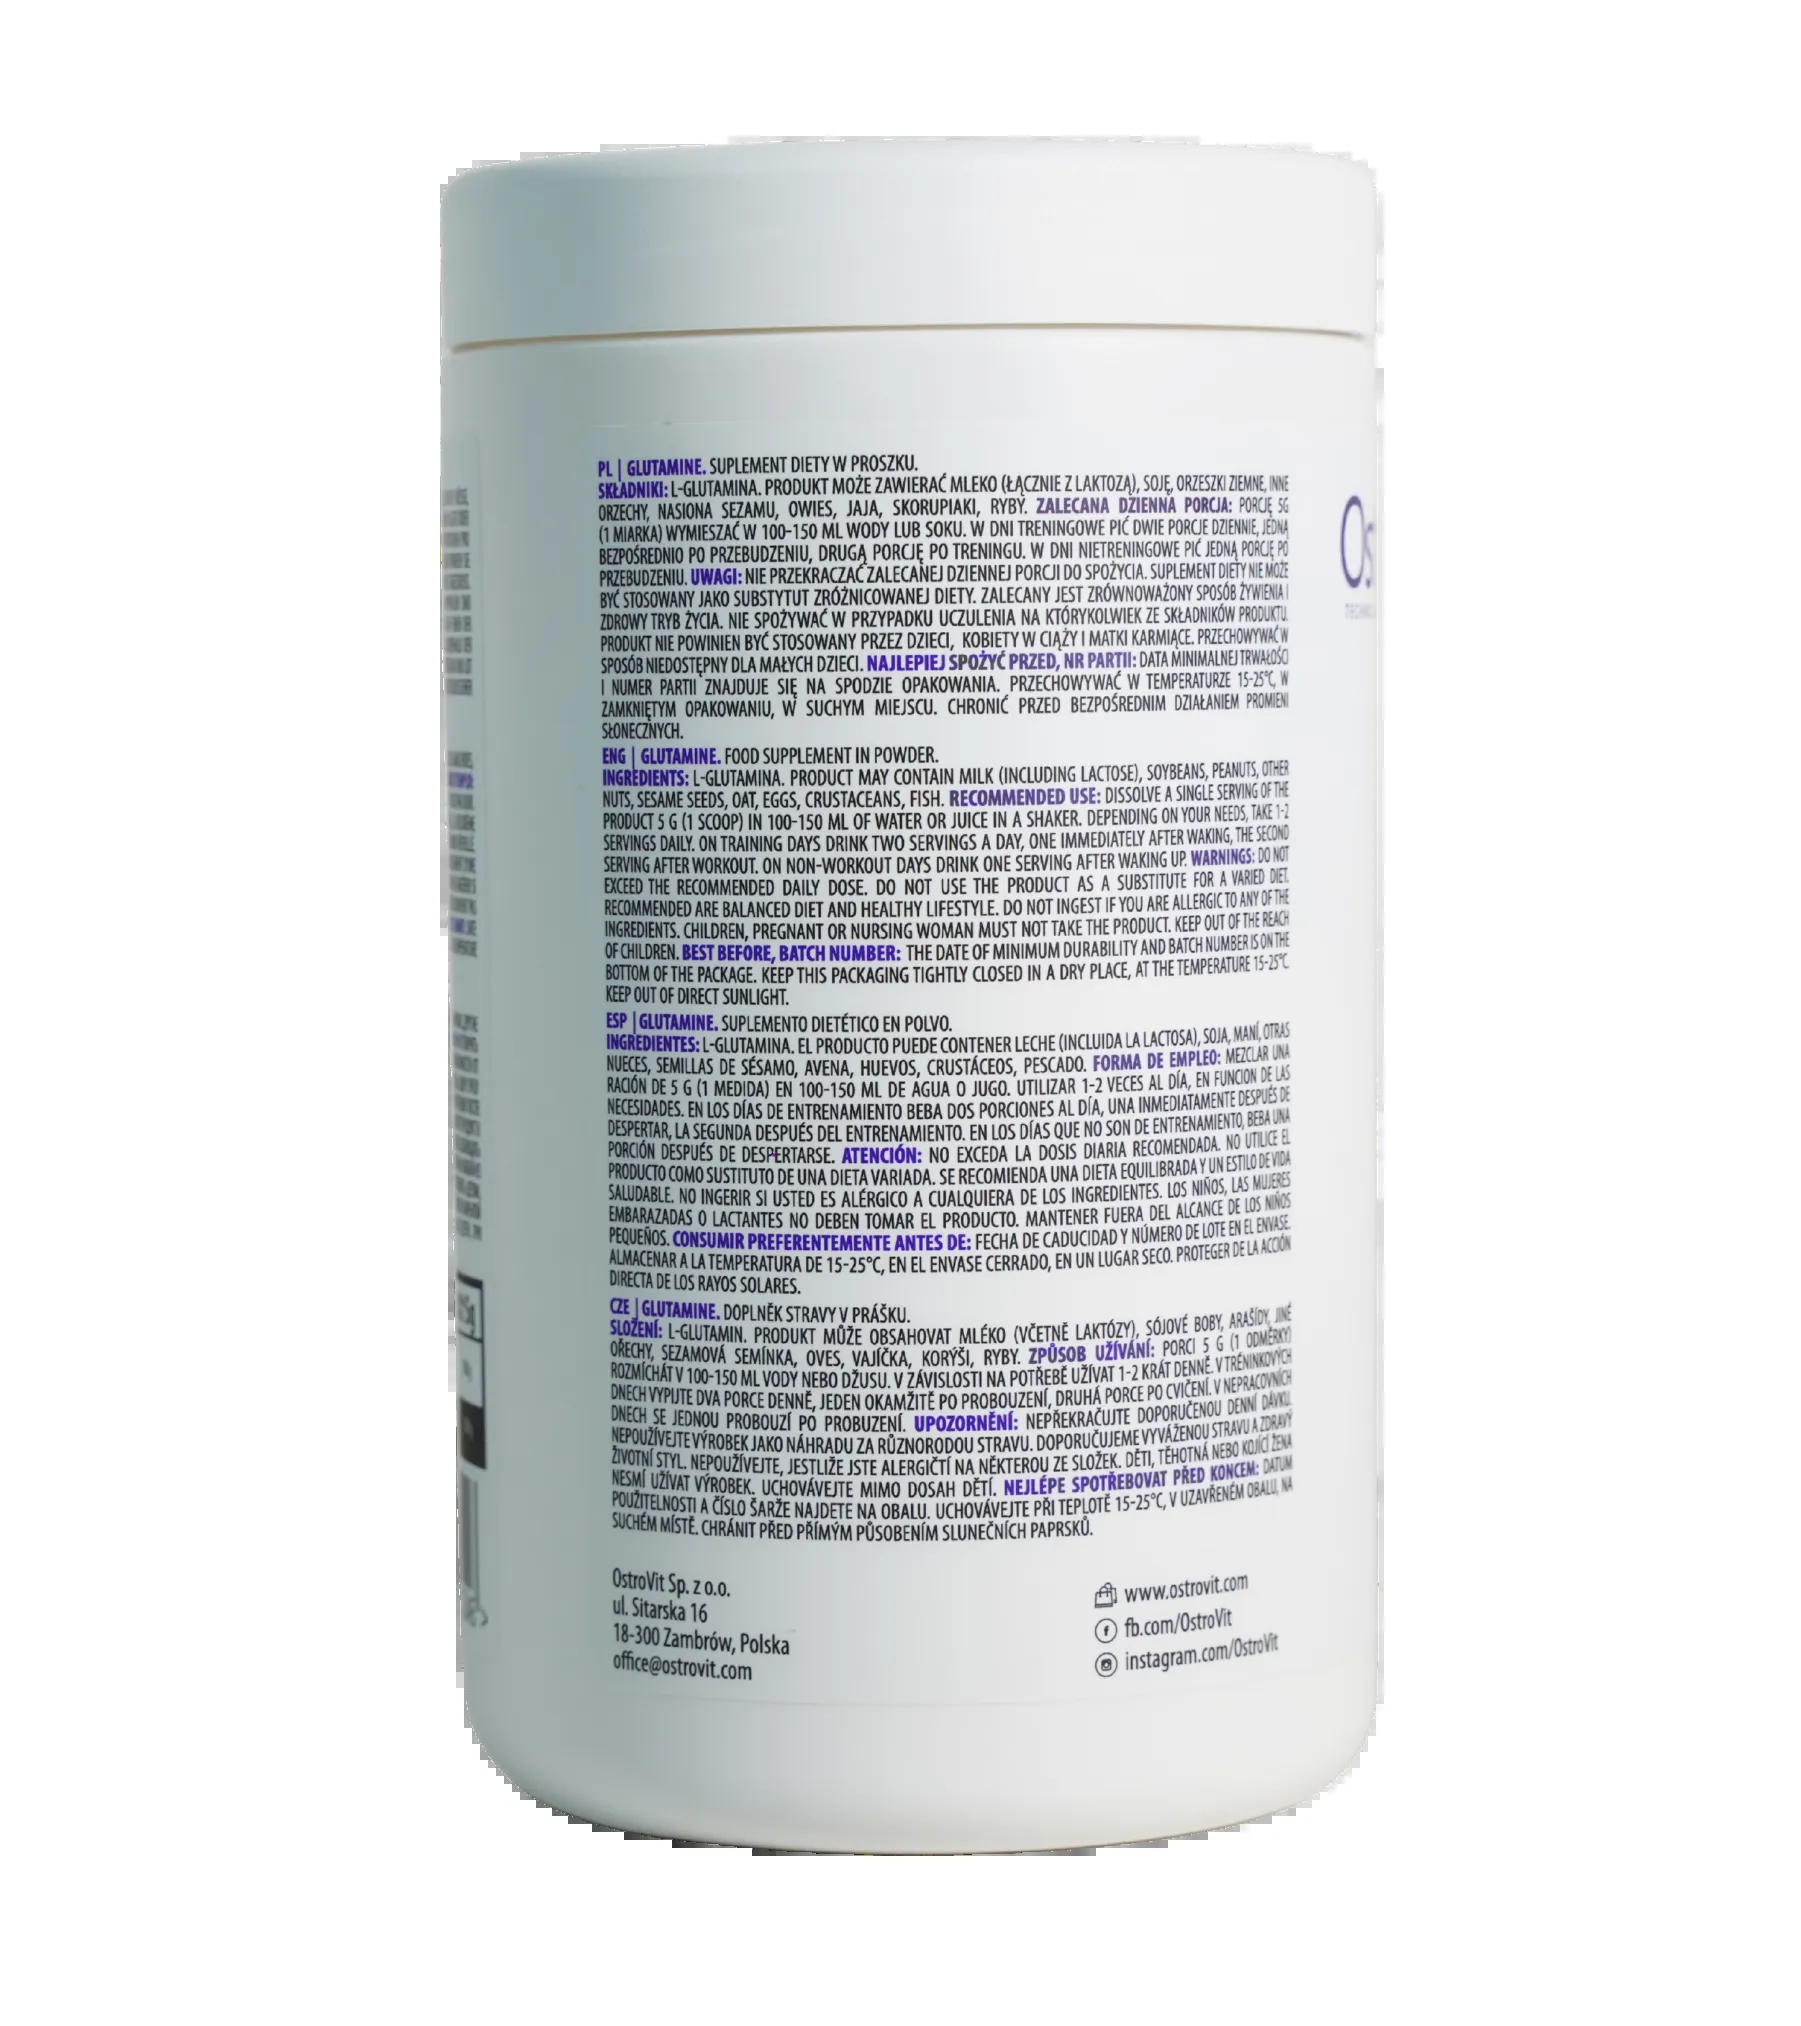 PL | GLUTAMINE. SUPLEMENT DIETY W PROSZKU.
SKŁADNIKI: L-GLUTAMINA. PRODUKT MOŻE ZAWIERAĆ MLEKO (ŁĄCZNIE Z LAKTOZĄ), SOJĘ, ORZESZKI ZIEMNE, INNE
ORZECHY, NASIONA SEZAMU, OWIES, JAJA, SKORUPIAKI, RYBY. ZALECANA DZIENNA PORCJA: PORCJĘ 5G
(1 MIARKA) WYMIESZAĆ W 100-150 ML WODY LUB SOKU. W DNI TRENINGOWE PIĆ DWIE PORCJE DZIENNIE, JEDNĄ
BEZPOŚREDNIO PO PRZEBUDZENIU, DRUGĄ PORCJĘ PO TRENINGU. W DNI NIETRENINGOWE PIĆ JEDNĄ PORCJĘ PO
PRZEBUDZENIU. UWAGI: NIE PRZEKRACZAĆ ZALECANEJ DZIENNEJ PORCJI DO SPOŻYCIA. SUPLEMENT DIETY NIE MOŻE
BYĆ STOSOWANY JAKO SUBSTYTUT ZRÓŻNICOWANEJ DIETY. ZALECANY JEST ZRÓWNOWAŻONY SPOSÓB ŻYWIENIA I
ZDROWY TRYB ŻYCIA. NIE SPOŻYWAĆ W PRZYPADKU UCZULENIA NA KTÓRYKOLWIEK ZE SKŁADNIKÓW PRODUKTU.
PRODUKT NIE POWINIEN BYĆ STOSOWANY PRZEZ DZIECI, KOBIETY W CIĄŻY I MATKI KARMIĄCE. PRZECHOWYWAĆ W
SPOSÓB NIEDOSTĘPNY DLA MAŁYCH DZIECI. NAJLEPIEJ SPOŻYĆ PRZED, NR PARTII: DATA MINIMALNEJ TRWAŁOŚCI
I NUMER PARTII ZNAJDUJE SIĘ NA SPODZIE OPAKOWANIA. PRZECHOWYWAĆ W TEMPERATURZE 15-25°C, W
ZAMKNIĘTYM OPAKOWANIU, W SUCHYM MIEJSCU. CHRONIĆ PRZED BEZPOŚREDNIM DZIAŁANIEM PROMIENI
SŁONECZNYCH.
ENG | GLUTAMINE. FOOD SUPPLEMENT IN POWDER.
INGREDIENTS: L-GLUTAMINA. PRODUCT MAY CONTAIN MILK (INCLUDING LACTOSE), SOYBEANS, PEANUTS, OTHER
NUTS, SESAME SEEDS, OAT, EGGS, CRUSTACEANS, FISH. RECOMMENDED USE: DISSOLVE A SINGLE SERVING OF THE
PRODUCT 5 G (1 SCOOP) IN 100-150 ML OF WATER OR JUICE IN A SHAKER. DEPENDING ON YOUR NEEDS, TAKE 1-2
SERVINGS DAILY. ON TRAINING DAYS DRINK TWO SERVINGS A DAY, ONE IMMEDIATELY AFTER WAKING, THE SECOND
SERVING AFTER WORKOUT. ON NON-WORKOUT DAYS DRINK ONE SERVING AFTER WAKING UP. WARNINGS: DO NOT
EXCEED THE RECOMMENDED DAILY DOSE. DO NOT USE THE PRODUCT AS A SUBSTITUTE FOR A VARIED DIET.
RECOMMENDED ARE BALANCED DIET AND HEALTHY LIFESTYLE. DO NOT INGEST IF YOU ARE ALLERGIC TO ANY OF THE
INGREDIENTS. CHILDREN, PREGNANT OR NURSING WOMAN MUST NOT TAKE THE PRODUCT. KEEP OUT OF THE REACH
OF CHILDREN. BEST BEFORE, BATCH NUMBER: THE DATE OF MINIMUM DURABILITY AND BATCH NUMBER IS ON THE
BOTTOM OF THE PACKAGE. KEEP THIS PACKAGING TIGHTLY CLOSED IN A DRY PLACE, AT THE TEMPERATURE 15-25°C.
KEEP OUT OF DIRECT SUNLIGHT.
ESP | GLUTAMINE. SUPLEMENTO DIETÉTICO EN POLVO.
INGREDIENTES: L-GLUTAMINA. EL PRODUCTO PUEDE CONTENER LECHE (INCLUIDA LA LACTOSA), SOJA, MANÍ, OTRAS
NUECES, SEMILLAS DE SÉSAMO, AVENA, HUEVOS, CRUSTÁCEOS, PESCADO. FORMA DE EMPLEO: MEZCLAR UNA
RACIÓN DE 5 G (1 MEDIDA) EN 100-150 ML DE AGUA O JUGO. UTILIZAR 1-2 VECES AL DÍA, EN FUNCION DE LAS
NECESIDADES. EN LOS DÍAS DE ENTRENAMIENTO BEBA DOS PORCIONES AL DÍA, UNA INMEDIATAMENTE DESPUÉS DE
DESPERTAR, LA SEGUNDA DESPUÉS DEL ENTRENAMIENTO. EN LOS DÍAS QUE NO SON DE ENTRENAMIENTO, BEBA UNA
PORCIÓN DESPUÉS DE DESPERTARSE. ATENCIÓN: NO EXCEDA LA DOSIS DIARIA RECOMENDADA. NO UTILICE EL
PRODUCTO COMO SUSTITUTO DE UNA DIETA VARIADA. SE RECOMIENDA UNA DIETA EQUILIBRADA Y UN ESTILO DE VIDA
SALUDABLE. NO INGERIR SI USTED ES ALÉRGICO A CUALQUIERA DE LOS INGREDIENTES. LOS NIÑOS, LAS MUJERES
EMBARAZADAS O LACTANTES NO DEBEN TOMAR EL PRODUCTO. MANTENER FUERA DEL ALCANCE DE LOS NIÑOS
PEQUEÑOS. CONSUMIR PREFERENTEMENTE ANTES DE: FECHA DE CADUCIDAD Y NÚMERO DE LOTE EN EL ENVASE.
ALMACENAR A LA TEMPERATURA DE 15-25°C, EN EL ENVASE CERRADO, EN UN LUGAR SECO. PROTEGER DE LA ACCIÓN
DIRECTA DE LOS RAYOS SOLARES.
CZE | GLUTAMINE. DOPLNĚK STRAVY V PRÁŠKU.
SLOŽENÍ: L-GLUTAMIN. PRODUKT MŮŽE OBSAHOVAT MLÉKO (VČETNĚ LAKTÓZY), SÓJOVÉ BOBY, ARAŠÍDY, JINÉ
OŘECHY, SEZAMOVÁ SEMÍNKA, OVES, VAJÍČKA, KORÝŠI, RYBY. ZPŮSOB UŽÍVÁNÍ: PORCI 5 G (1 ODMĚRKY)
ROZMÍCHÁT V 100-150 ML VODY NEBO DŽUSU. V ZÁVISLOSTI NA POTŘEBĚ UŽÍVAT 1-2 KRÁT DENNĚ. V TRÉNINKOVÝCH
DNECH VYPIJTE DVA PORCE DENNĚ, JEDEN OKAMŽITĚ PO PROBOUZENÍ, DRUHÁ PORCE PO CVIČENÍ. V NEPRACOVNÍCH
DNECH SE JEDNOU PROBOUZÍ PO PROBUZENÍ. UPOZORNĚNÍ: NEPŘEKRAČUJTE DOPORUČENOU DENNÍ DÁVKU.
NEPOUŽÍVEJTE VÝROBEK JAKO NÁHRADU ZA RŮZNORODOU STRAVU. DOPORUČUJEME VYVÁŽENOU STRAVU A ZDRAVÝ
ŽIVOTNÍ STYL. NEPOUŽÍVEJTE, JESTLIŽE JSTE ALERGIČTÍ NA NĚKTEROU ZE SLOŽEK. DĚTI, TĚHOTNÁ NEBO KOJÍCÍ ŽENA
NESMÍ UŽÍVAT VÝROBEK. UCHOVÁVEJTE MIMO DOSAH DĚTÍ. NEJLÉPE SPOTŘEBOVAT PŘED KONCEM: DATUM
POUŽITELNOSTI A ČÍSLO ŠARŽE NAJDETE NA OBALU. UCHOVÁVEJTE PŘI TEPLOTĚ 15-25°C, V UZAVŘENÉM OBALU, NA
SUCHÉM MÍSTĚ. CHRÁNIT PŘED PŘÍMÝM PŮSOBENÍM SLUNEČNÍCH PAPRSKŮ.
OstroVit Sp. z o.o.
ul. Sitarska 16
18-300 Zambrów, Polska
office@ostrovit.com
www.ostrovit.com
fb.com/OstroVit
instagram.com/OstroVit
Os